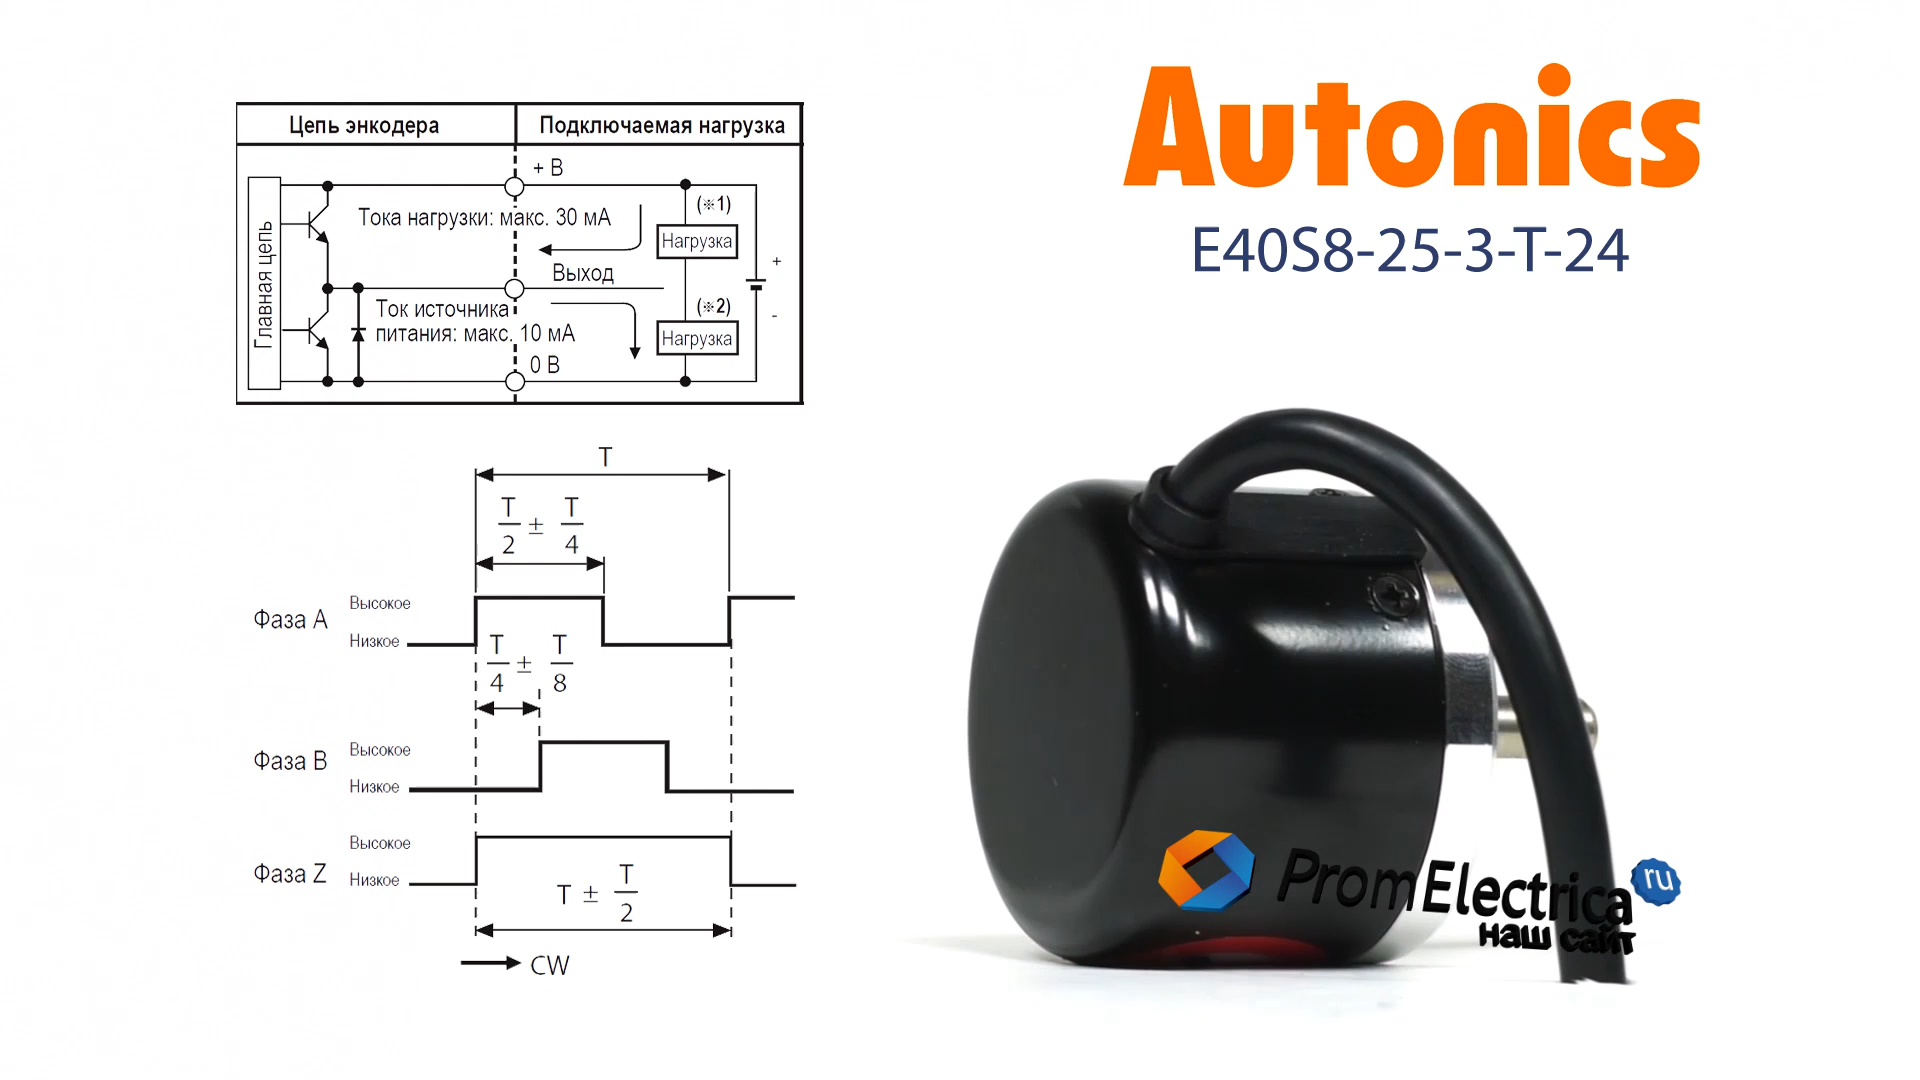 Autonics
E40S8-25-3-T-24
Цепь энкодера
Подключаемая нагрузка
+ В
Главная цепь
Тока нагрузки: макс. 30 мА
(※1)
Нагрузка
Выход
+
-
Ток источника
питания: макс. 10 мА
(※2)
Нагрузка
0 В
T
T/2 ± T/4
Фаза A
Высокое
Низкое
T/4 ± T/8
Фаза B
Высокое
Низкое
Фаза Z
Высокое
Низкое
T ± T/2
CW
PromElectrica ru
наш сайт